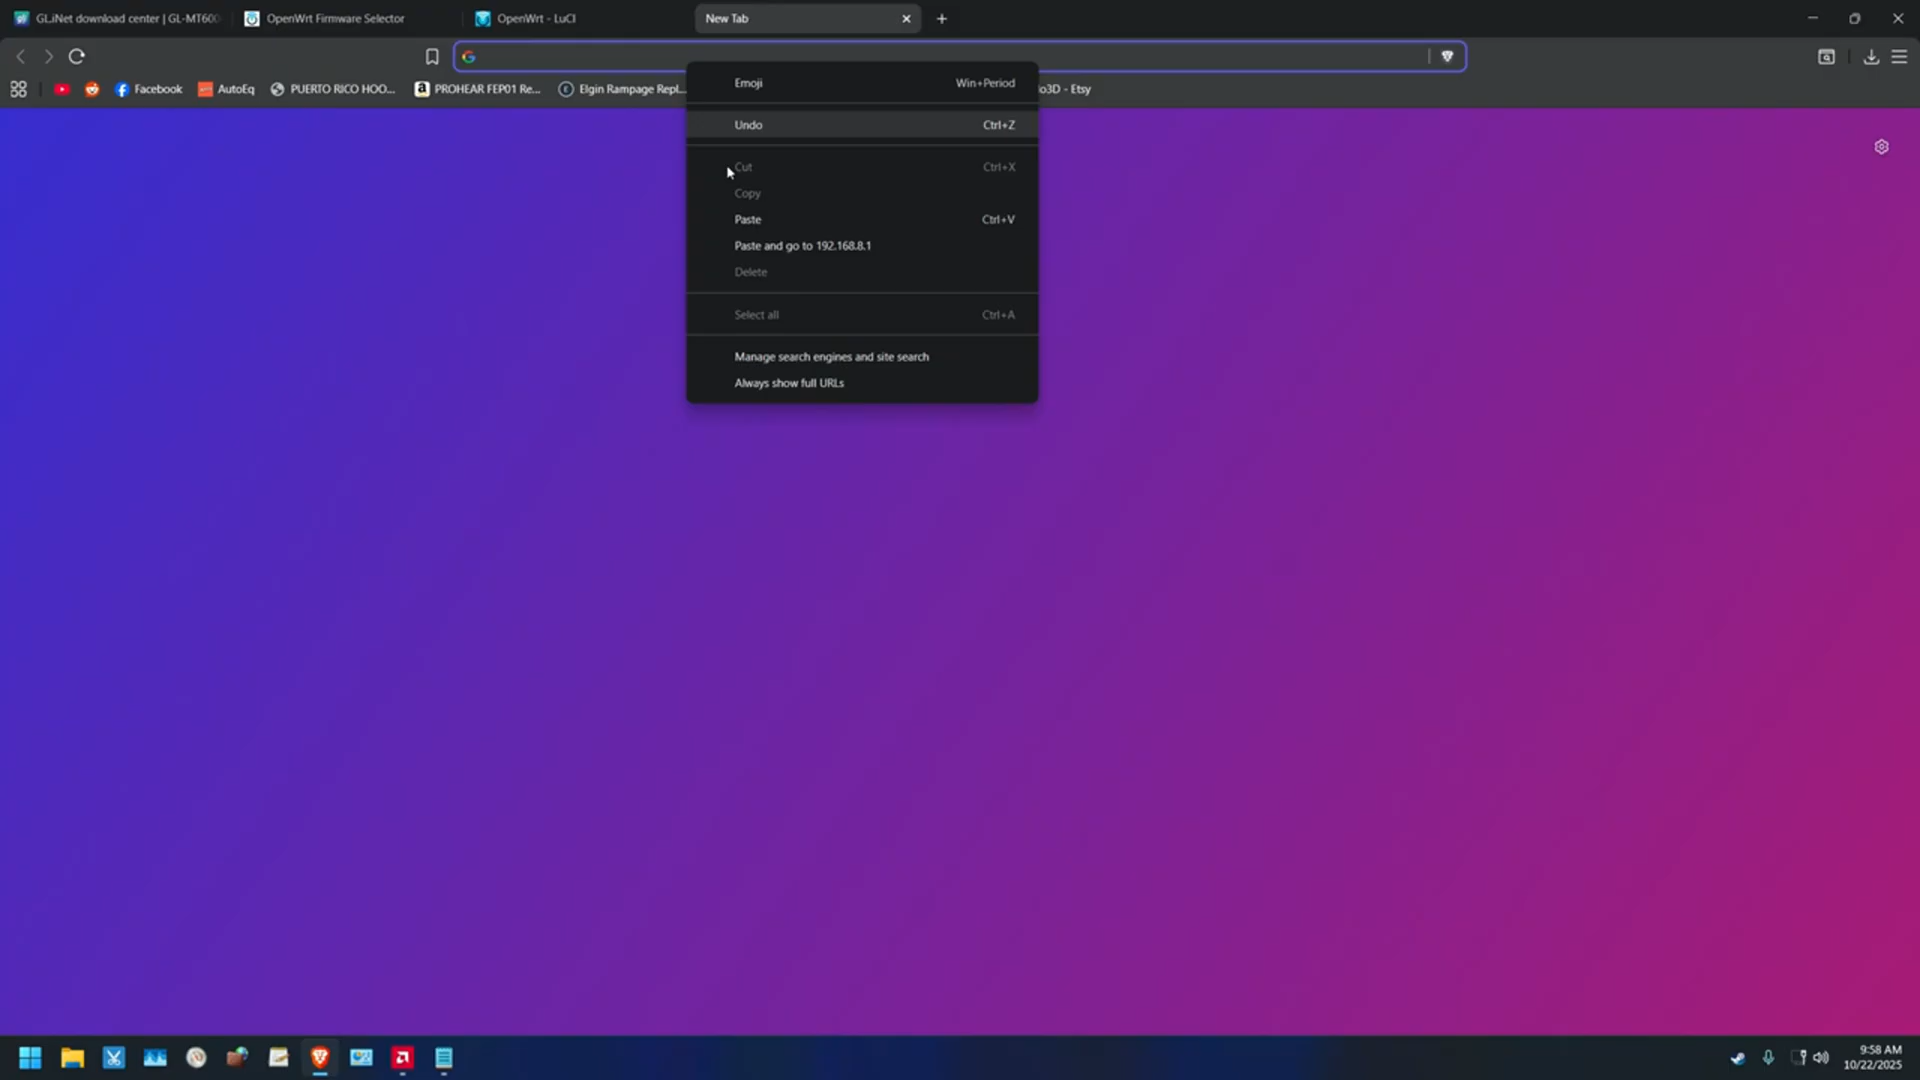 GL.iNet download center | GL-MT600
OpenWrt Firmware Selector
OpenWrt - LuCI
New Tab
Facebook
AutoEq
PUERTO RICO HOO...
PROHEAR FEP01 Re...
Elgin Rampage Repl...
o3D - Etsy
Emoji Win+Period
Undo Ctrl+Z
Cut Ctrl+X
Copy
Paste Ctrl+V
Paste and go to 192.168.8.1
Delete
Select all Ctrl+A
Manage search engines and site search
Always show full URLs
9:58 AM
10/22/2025